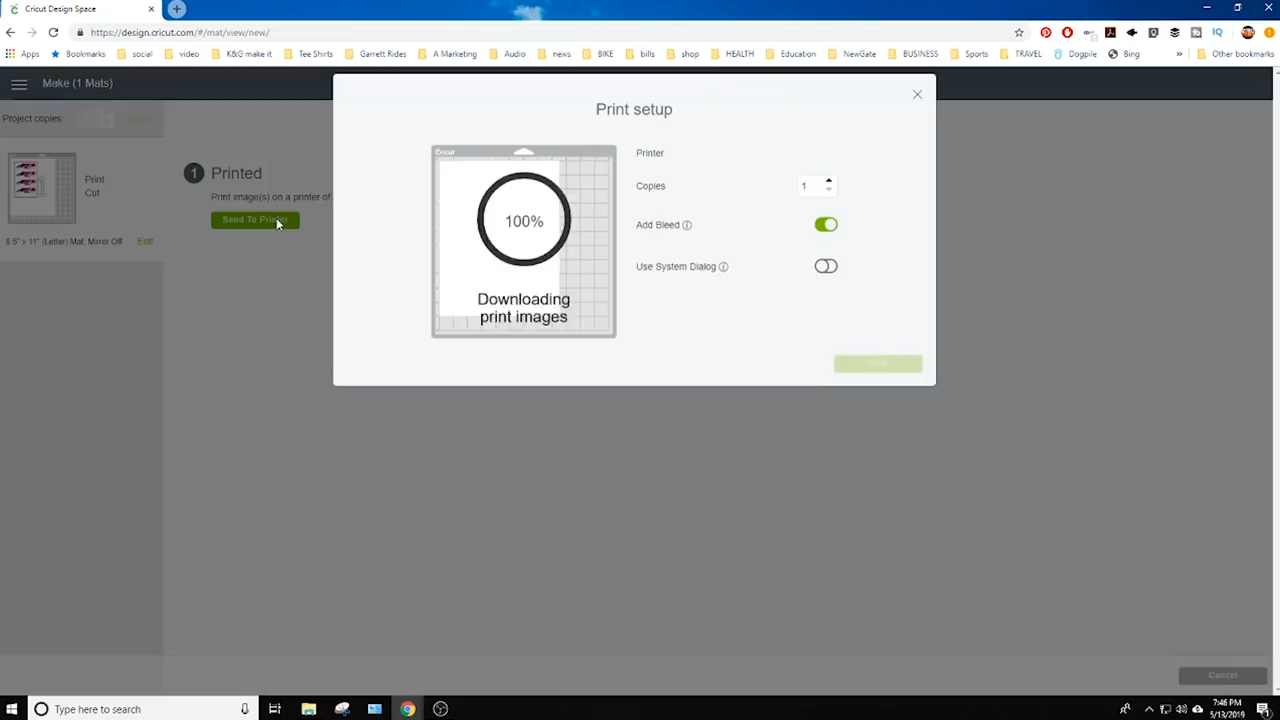 Cricut Design Space
https://design.cricut.com/#/mat/view/new/
Apps Bookmarks social video K&G make it Tee Shirts Garrett Rides A Marketing Audio news BIKE bills shop HEALTH Education NewGate BUSINESS Sports TRAVEL Dogpile Bing » Other bookmarks
Make (1 Mats)
Project copies:
Print
Cut
8.5" x 11" (Letter) Mat, Mirror Off Edit
1 Printed
Print image(s) on a printer of
Send To Printer
Print setup
Cricut
100%
Downloading
print images
Printer
Copies 1
Add Bleed
Use System Dialog
Cancel
Type here to search
7:46 PM
5/13/2019